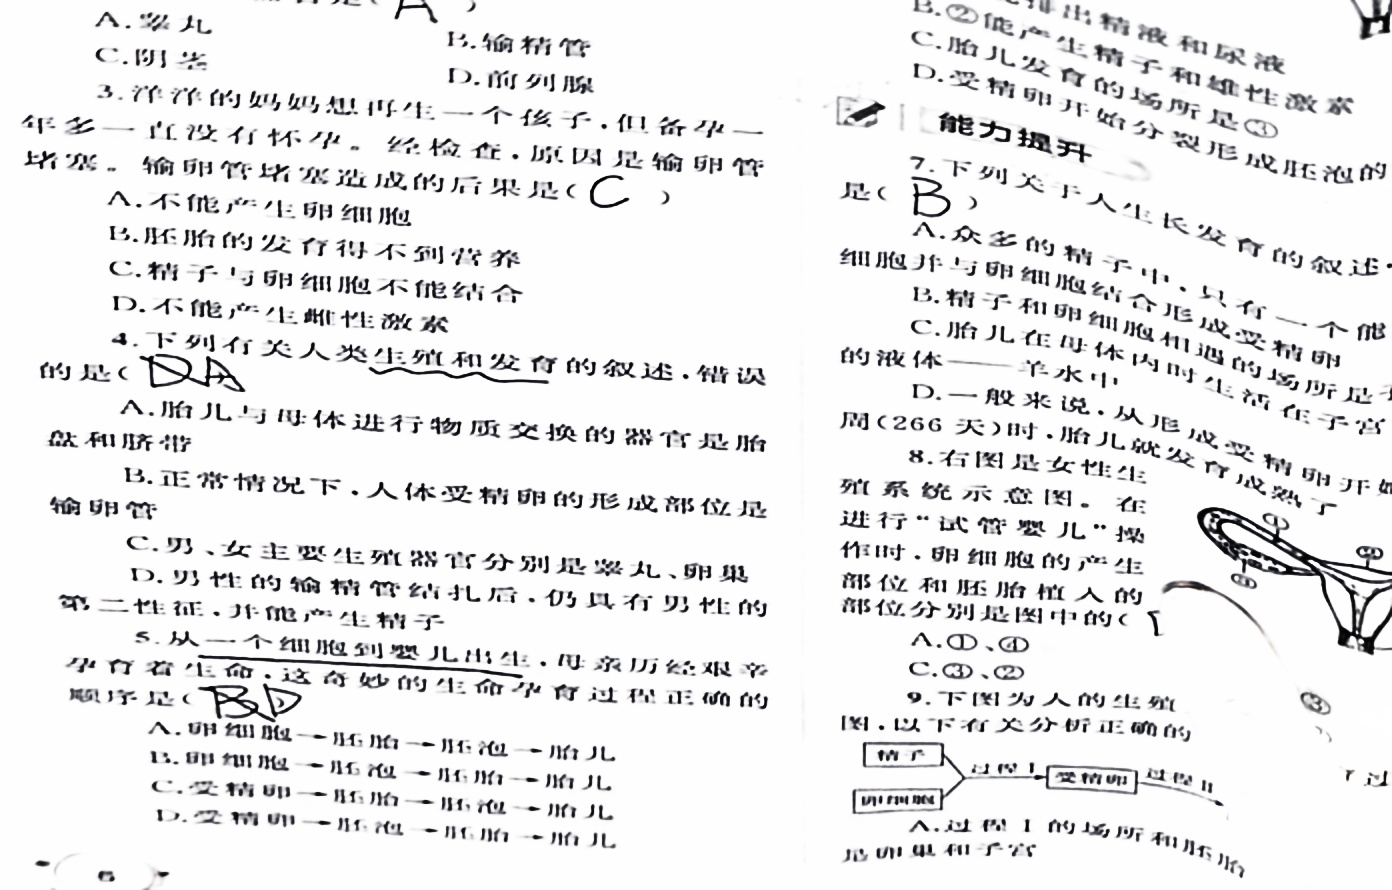 A
A.睾丸
B.输精管
C.阴茎
D.前列腺
3.洋洋的妈妈想再生一个孩子,但备孕一
年多一直没有怀孕。经检查,原因是输卵管
堵塞。输卵管堵塞造成的后果是( C )
A.不能产生卵细胞
B.胚胎的发育得不到营养
C.精子与卵细胞不能结合
D.不能产生雌性激素
4.下列有关人类生殖和发育的叙述,错误
的是( DA
A.胎儿与母体进行物质交换的器官是胎
盘和脐带
B.正常情况下,人体受精卵的形成部位是
输卵管
C.男、女主要生殖器官分别是睾丸、卵巢
D.男性的输精管结扎后,仍具有男性的
第二性征,并能产生精子
5.从一个细胞到婴儿出生,母亲历经艰辛
孕育着生命,这奇妙的生命孕育过程正确的
顺序是( BD
A.卵细胞→胚胎→胚泡→胎儿
B.卵细胞→胚泡→胚胎→胎儿
C.受精卵→胚胎→胚泡→胎儿
D.受精卵→胚泡→胚胎→胎儿
6
排出精液和尿液
B.②能产生精子和雄性激素
C.胎儿发育的场所是③
D.受精卵开始分裂形成胚泡的
能力提升
7.下列关于人生长发育的叙述,
是( B )
A.众多的精子中,只有一个能
细胞并与卵细胞结合形成受精卵
B.精子和卵细胞相遇的场所是
C.胎儿在母体内时生活在子宫
的液体——羊水中
D.一般来说,从形成受精卵开始
周(266天)时,胎儿就发育成熟了
8.右图是女性生
殖系统示意图。在
进行“试管婴儿”操
作时,卵细胞的产生
部位和胚胎植入的
部位分别是图中的(
A.①、④
C.③、②
①
②
③
③
9.下图为人的生殖
图,以下有关分析正确的
精子
卵细胞
过程Ⅰ
受精卵
过程Ⅱ
A.过程Ⅰ的场所和胚胎
是卵巢和子宫